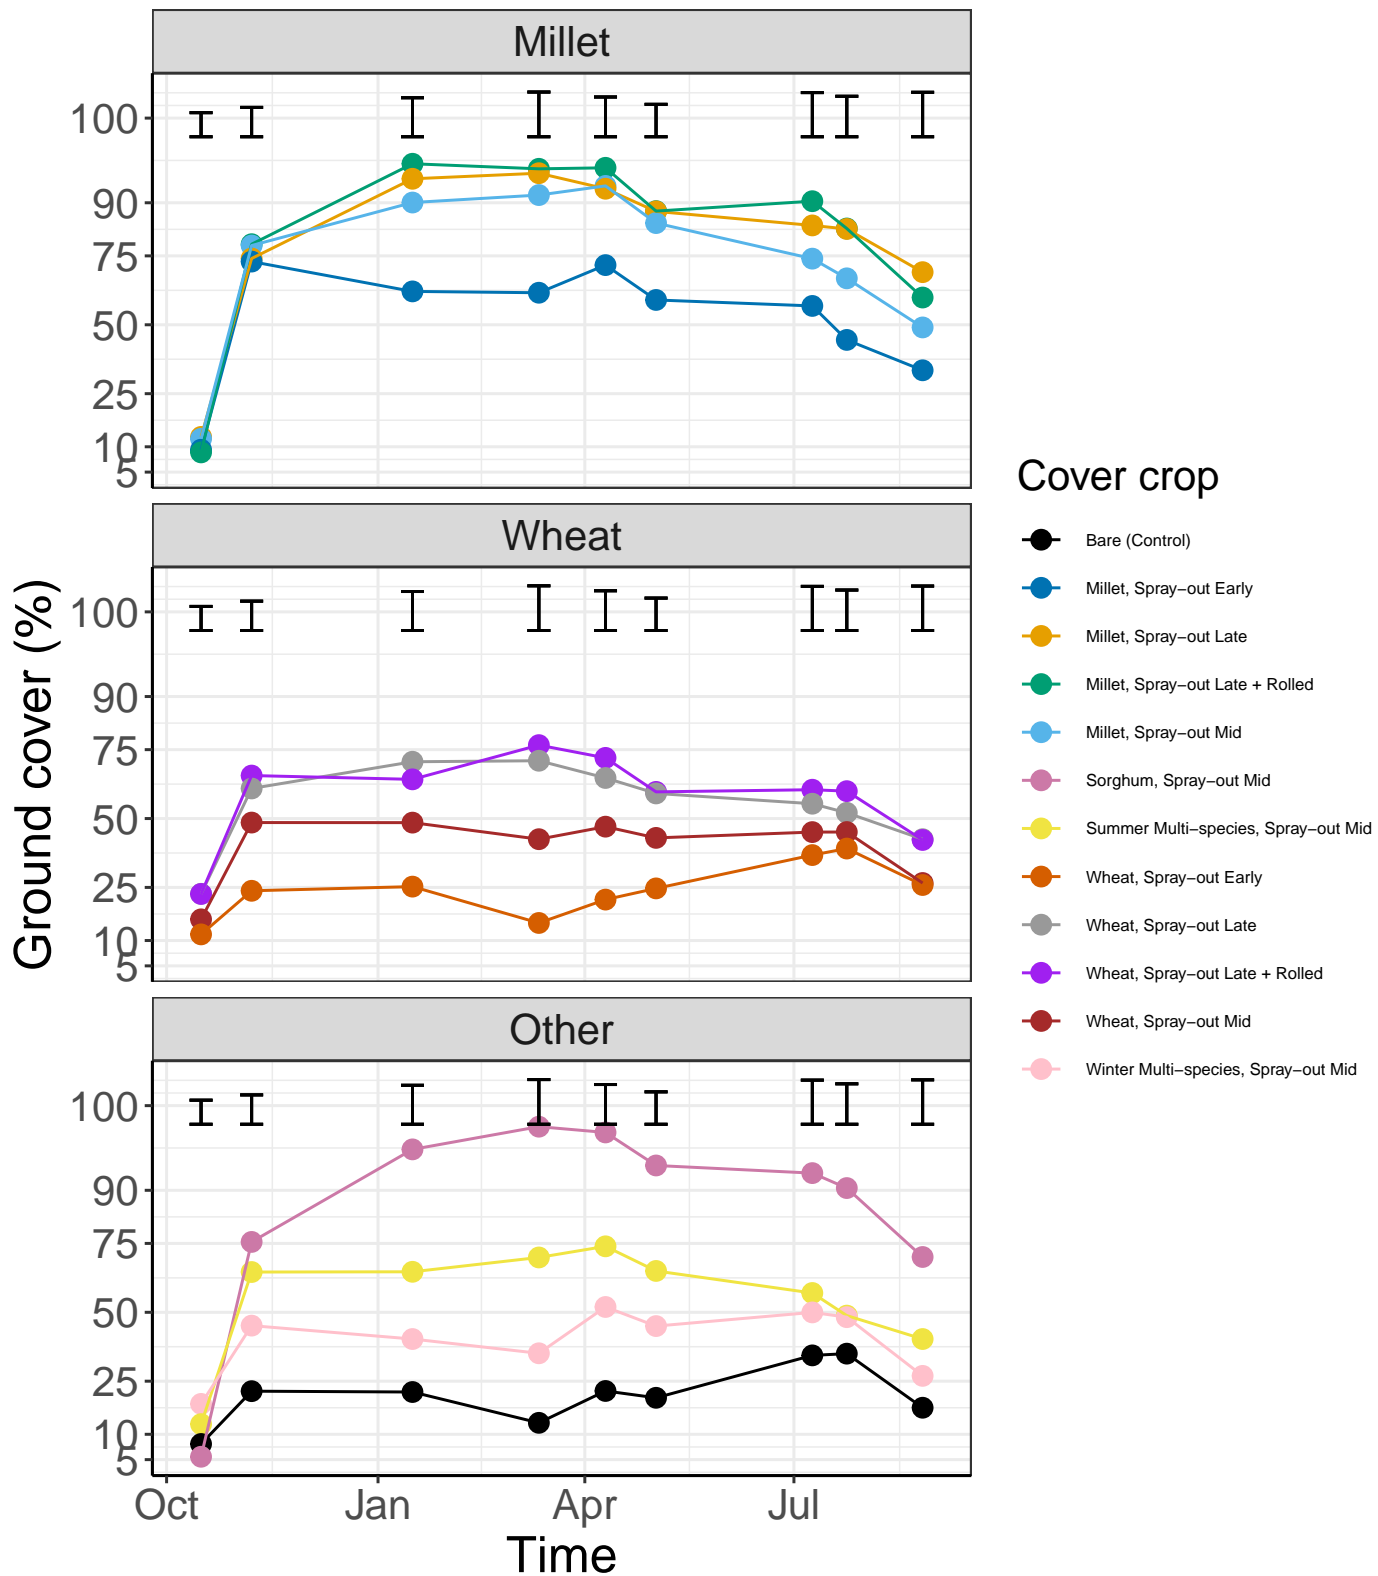 Millet
100
90
75
50
25
10
5
Wheat
100
90
75
50
25
10
5
Other
100
90
75
50
25
10
5
Oct Jan Apr Jul
Time
Ground cover (%)
Cover crop
Bare (Control)
Millet, Spray−out Early
Millet, Spray−out Late
Millet, Spray−out Late + Rolled
Millet, Spray−out Mid
Sorghum, Spray−out Mid
Summer Multi−species, Spray−out Mid
Wheat, Spray−out Early
Wheat, Spray−out Late
Wheat, Spray−out Late + Rolled
Wheat, Spray−out Mid
Winter Multi−species, Spray−out Mid